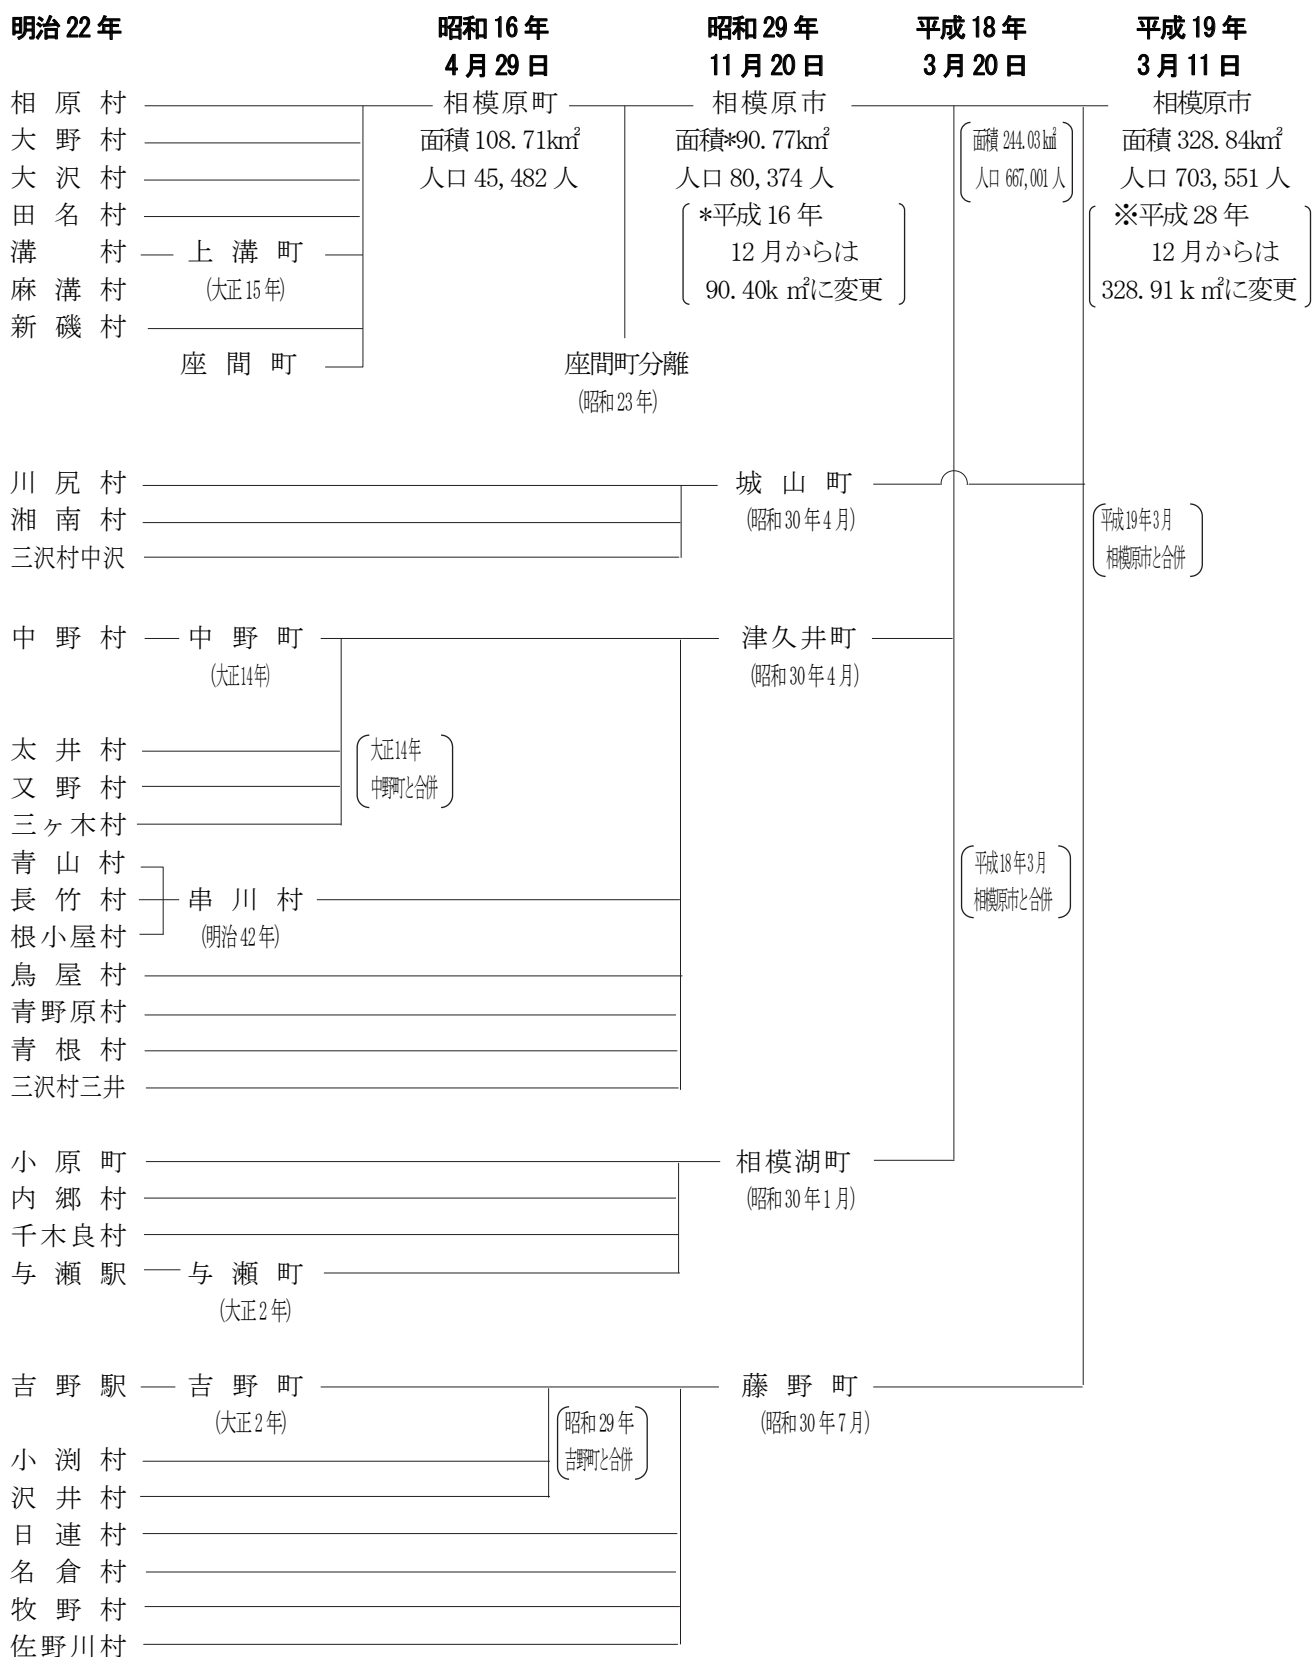 明治22年 昭和16年 昭和29年 平成18年 平成19年
4月29日 11月20日 3月20日 3月11日
相原村 相模原町 相模原市 相模原市
大野村 面積108.71k㎡ 面積*90.77k㎡ 面積244.03k㎡ 面積328.84k㎡
大沢村 人口45,482人 人口80,374人 人口667,001人 人口703,551人
田名村 *平成16年 ※平成28年
溝村 上溝町 12月からは 12月からは
麻溝村 (大正15年) 90.40k㎡に変更 328.91k㎡に変更
新磯村
座間町 座間町分離
(昭和23年)
川尻村 城山町
湘南村 (昭和30年4月) 平成19年3月
三沢村中沢 相模原市と合併
中野村 中野町 津久井町
(大正14年) (昭和30年4月)
太井村 大正14年
又野村 中野町と合併
三ヶ木村
青山村 平成18年3月
長竹村 串川村 相模原市と合併
根小屋村 (明治42年)
鳥屋村
青野原村
青根村
三沢村三井
小原町 相模湖町
内郷村 (昭和30年1月)
千木良村
与瀬駅 与瀬町
(大正2年)
吉野駅 吉野町 藤野町
(大正2年) 昭和29年 (昭和30年7月)
小渕村 吉野町と合併
沢井村
日連村
名倉村
牧野村
佐野川村